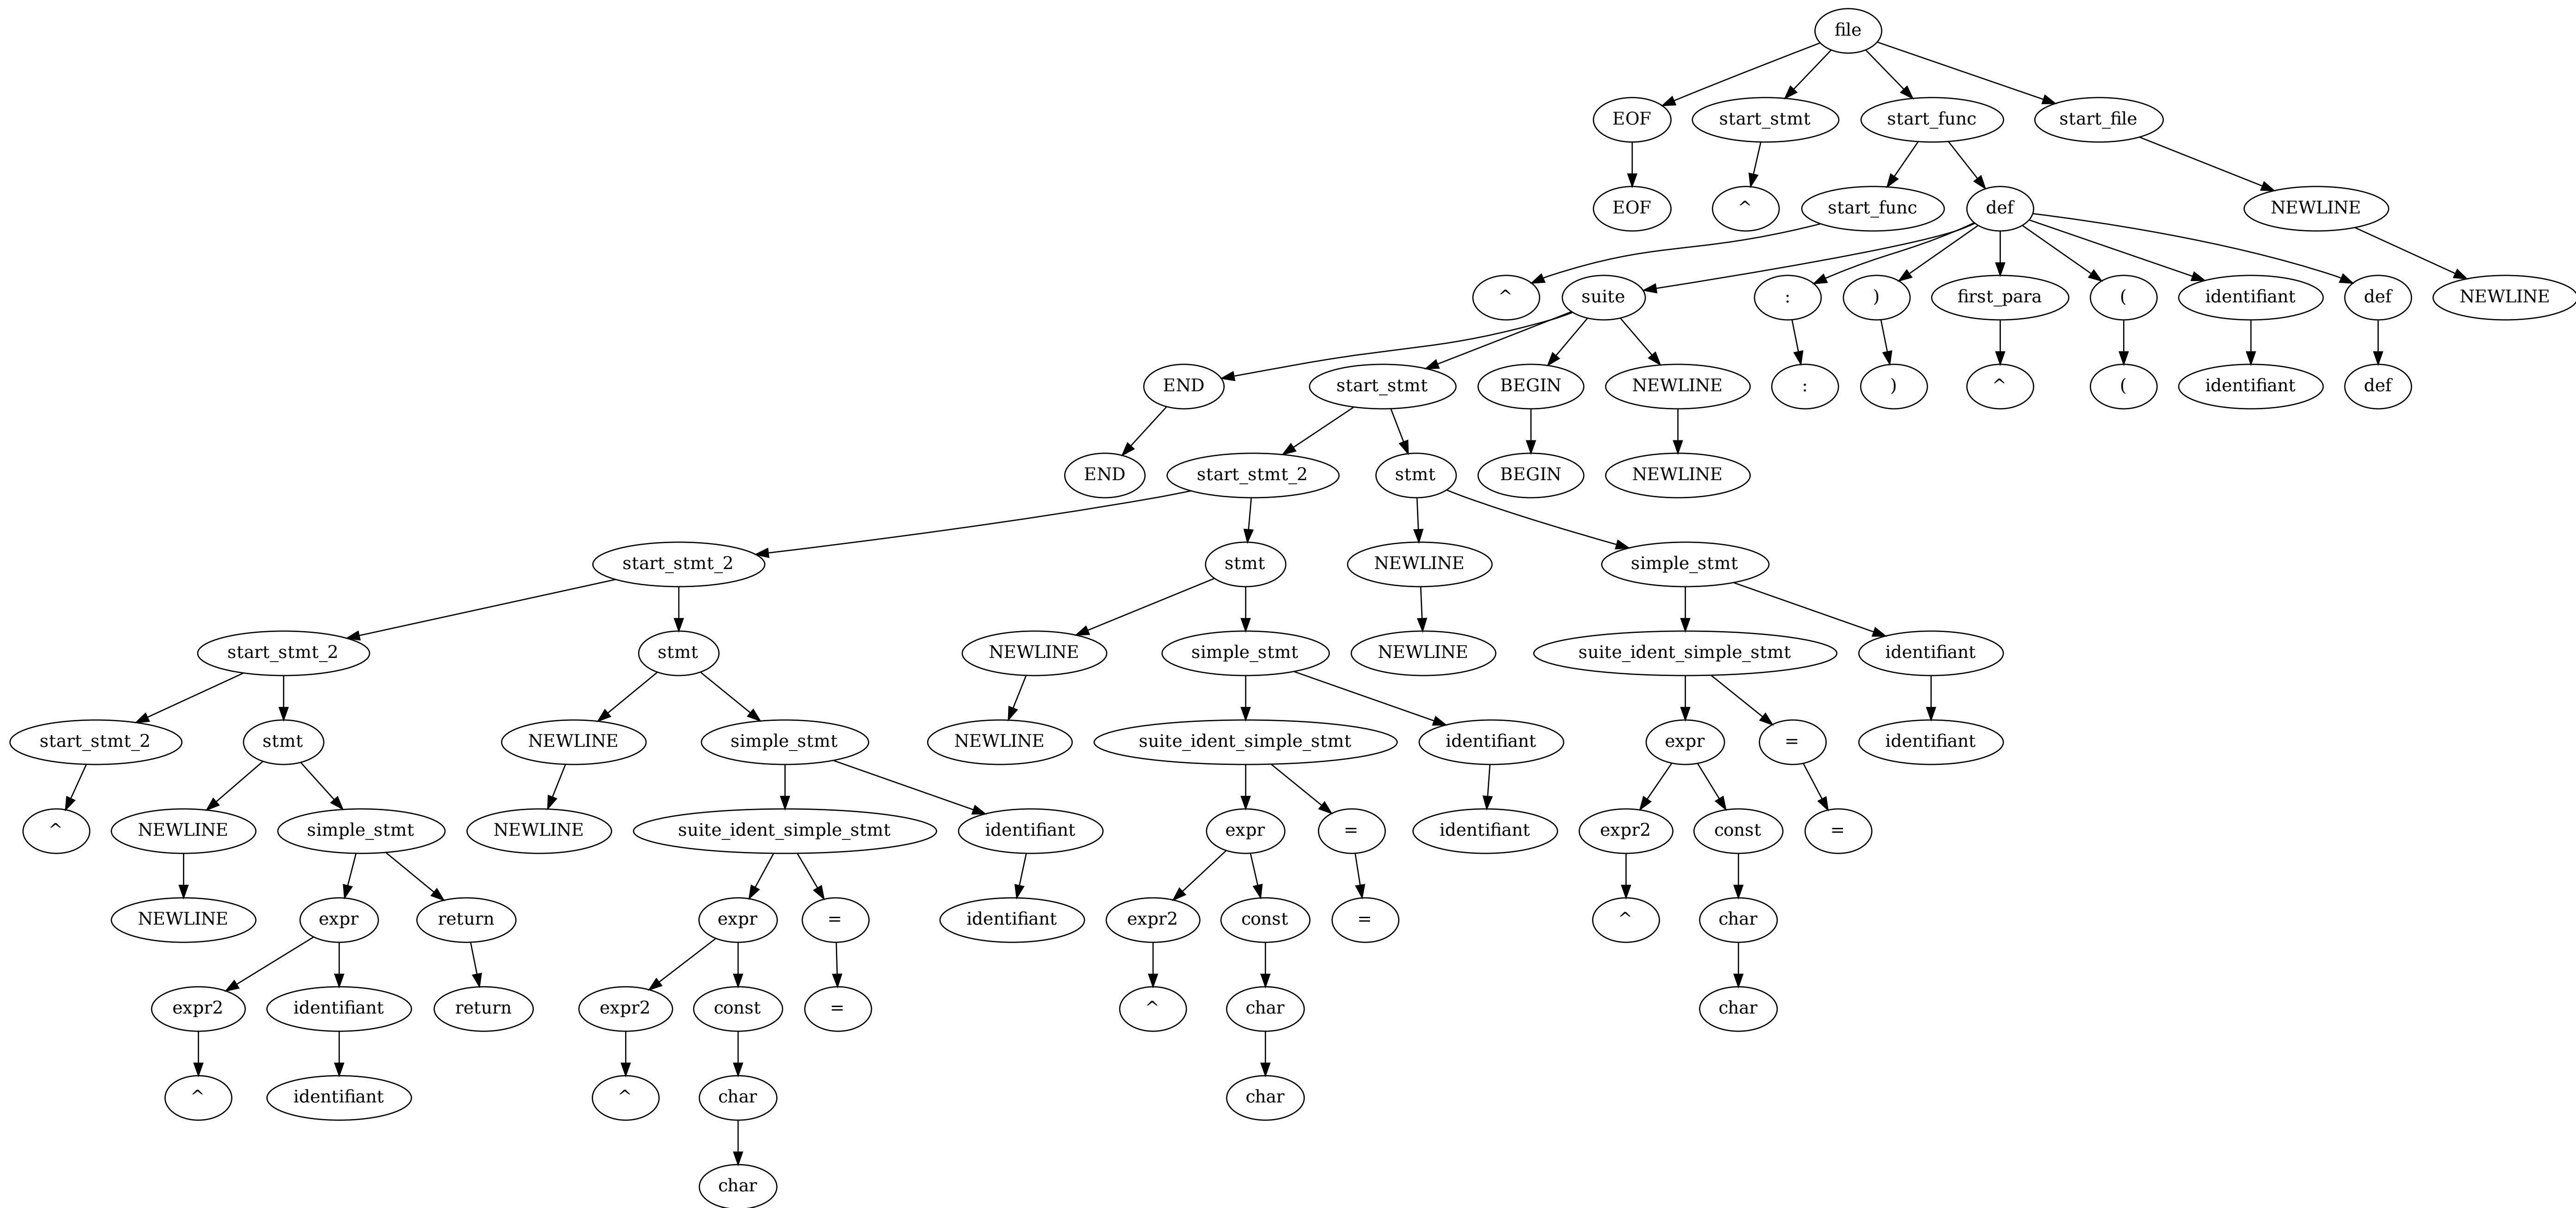 file
EOF start_stmt start_func start_file
EOF ^ start_func def NEWLINE
^ suite : ) first_para ( identifiant def NEWLINE
END start_stmt BEGIN NEWLINE : ) ^ ( identifiant def
END start_stmt_2 stmt BEGIN NEWLINE
start_stmt_2 stmt NEWLINE simple_stmt
start_stmt_2 stmt NEWLINE simple_stmt NEWLINE suite_ident_simple_stmt identifiant
start_stmt_2 stmt NEWLINE simple_stmt NEWLINE suite_ident_simple_stmt identifiant expr = identifiant
^ NEWLINE simple_stmt NEWLINE suite_ident_simple_stmt identifiant expr = identifiant expr2 const =
NEWLINE expr return expr = identifiant expr2 const = ^ char
expr2 identifiant return expr2 const = ^ char char
^ identifiant ^ char char
char